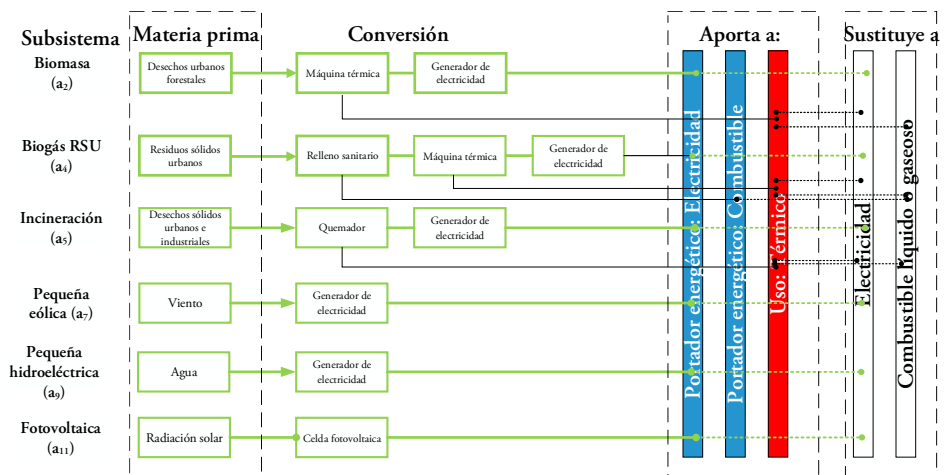 Subsistema
Materia prima
Conversión
Aporta a:
Sustituye a
Biomasa
(a₂)
Desechos urbanos
forestales
Máquina térmica
Generador de
electricidad
Biogás RSU
(a₄)
Residuos sólidos
urbanos
Relleno sanitario
Máquina térmica
Generador de
electricidad
Incineración
(a₅)
Desechos sólidos
urbanos e
industriales
Quemador
Generador de
electricidad
Pequeña
eólica (a₇)
Viento
Generador de
electricidad
Pequeña
hidroeléctrica
(a₉)
Agua
Generador de
electricidad
Fotovoltaica
(a₁₁)
Radiación solar
Celda fotovoltaica
Portador energético: Electricidad
Portador energético: Combustible
Uso: Térmico
Electricidad
Combustible líquido o gaseoso